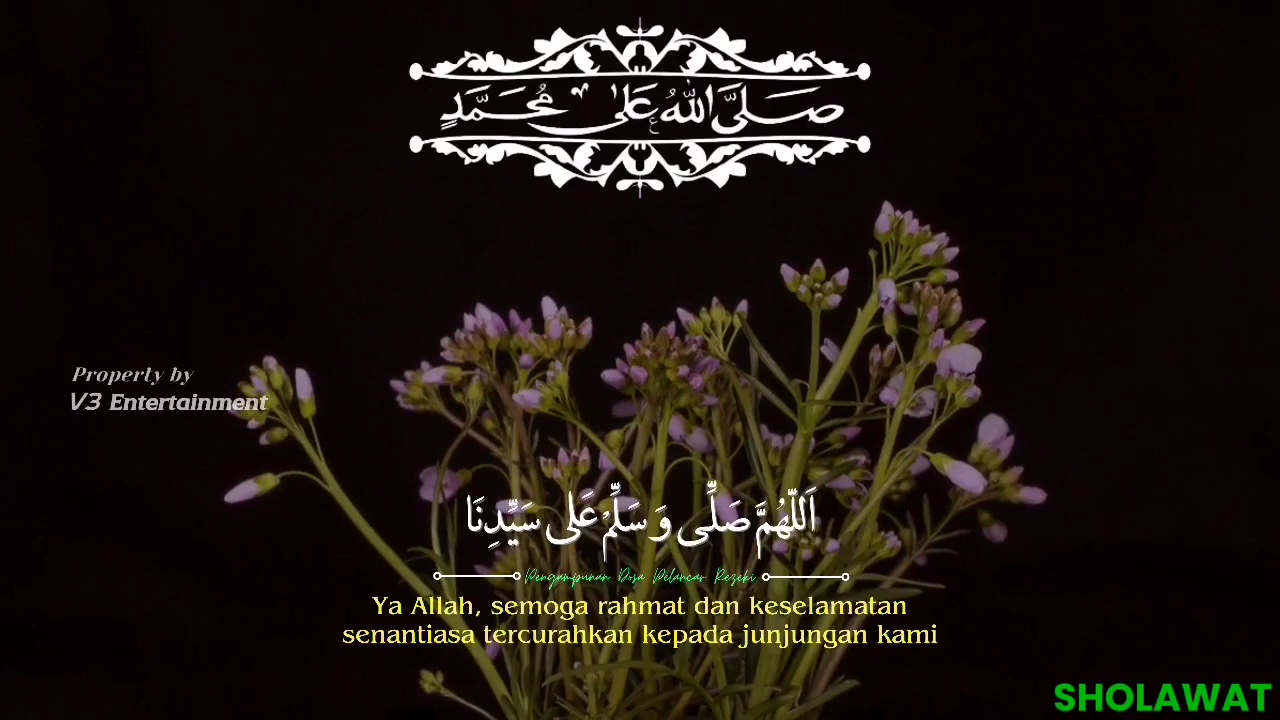 صَلَّى اللّٰهُ عَلٰى مُحَمَّدٍ
Property by
V3 Entertainment
اَللّٰهُمَّ صَلِّى وَ سَلِّمْ عَلٰى سَيِّدِنَا
Pengampunan Dosa Pelancar Rezeki
Ya Allah, semoga rahmat dan keselamatan
senantiasa tercurahkan kepada junjungan kami
SHOLAWAT